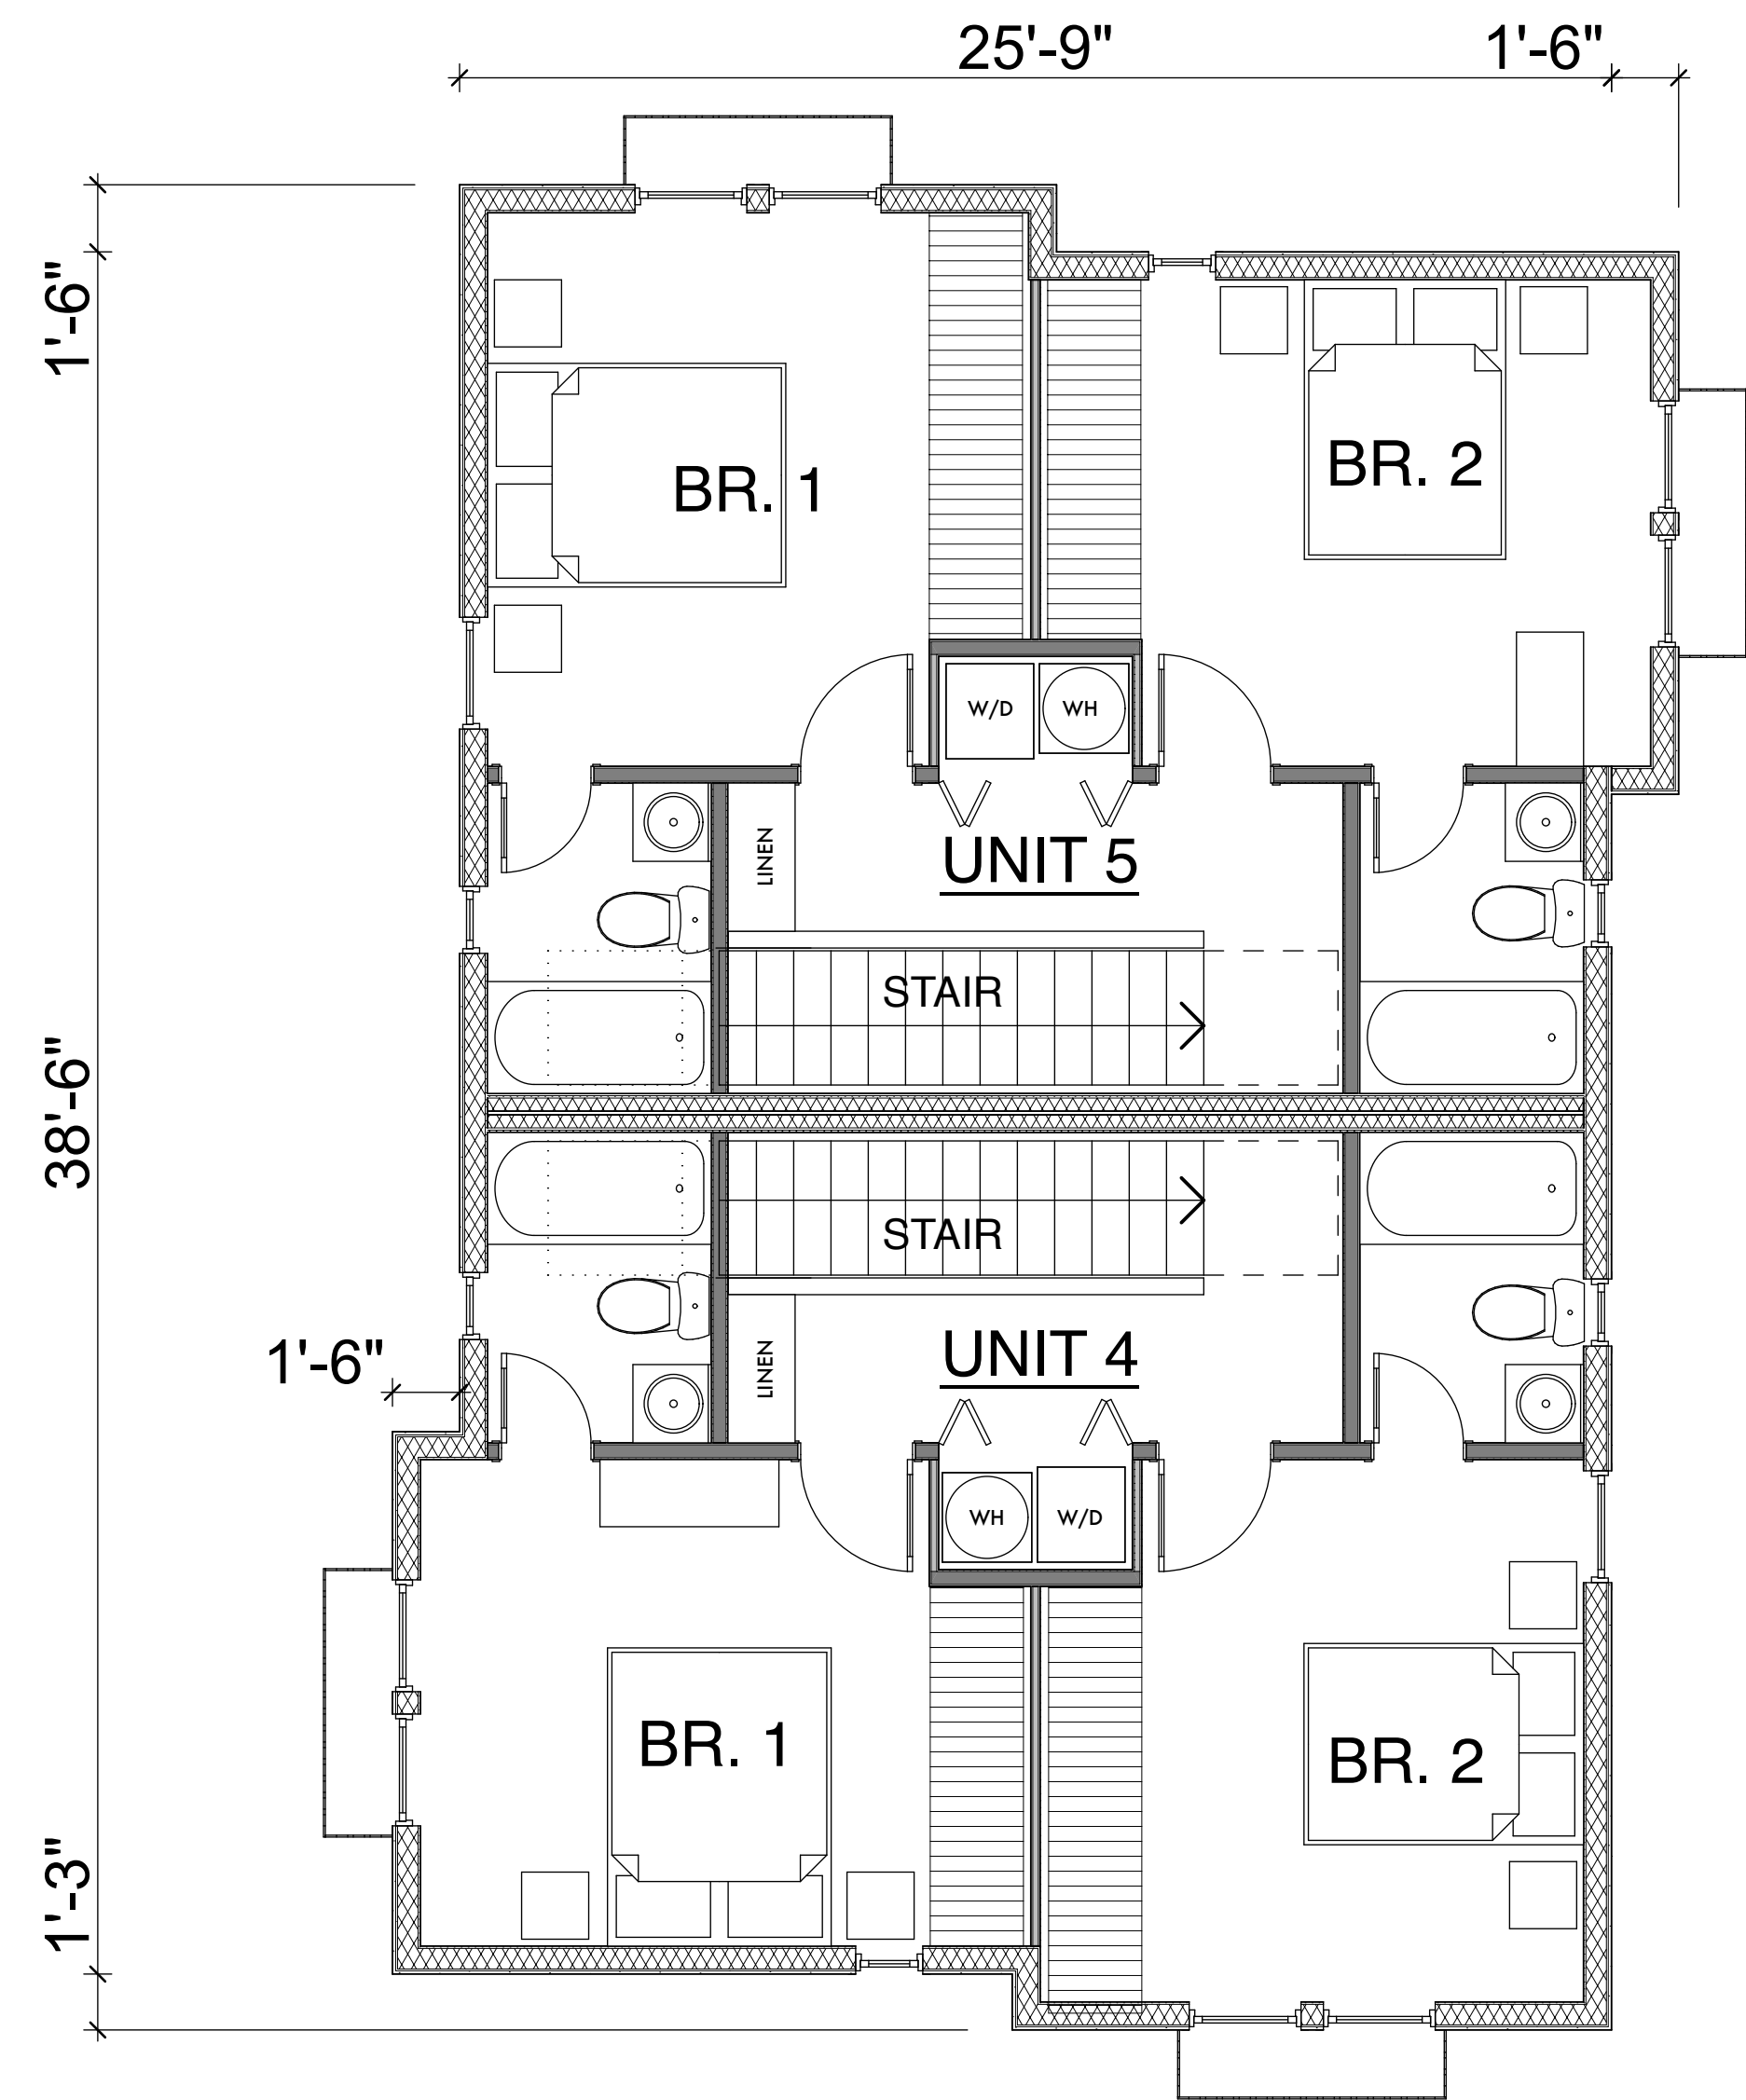 25'-9"
1'-6"
1'-6"
BR. 1
BR. 2
W/D
WH
LINEN
UNIT 5
STAIR
38'-6"
STAIR
1'-6"
LINEN
UNIT 4
WH
W/D
BR. 1
BR. 2
1'-3"